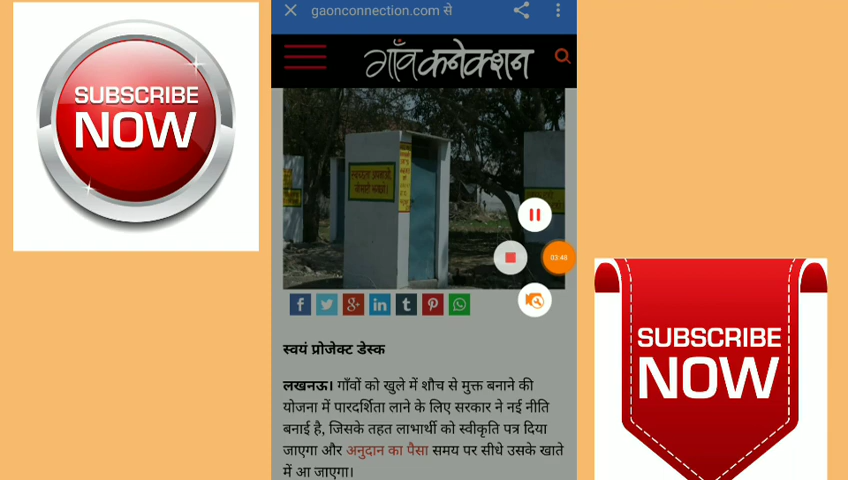 SUBSCRIBE
NOW
gaonconnection.com से
गाँव कनेक्शन
03:48
स्वयं प्रोजेक्ट डेस्क
लखनऊ। गाँवों को खुले में शौच से मुक्त बनाने की
योजना में पारदर्शिता लाने के लिए सरकार ने नई नीति
बनाई है, जिसके तहत लाभार्थी को स्वीकृति पत्र दिया
जाएगा और अनुदान का पैसा समय पर सीधे उसके खाते
में आ जाएगा।
SUBSCRIBE
NOW